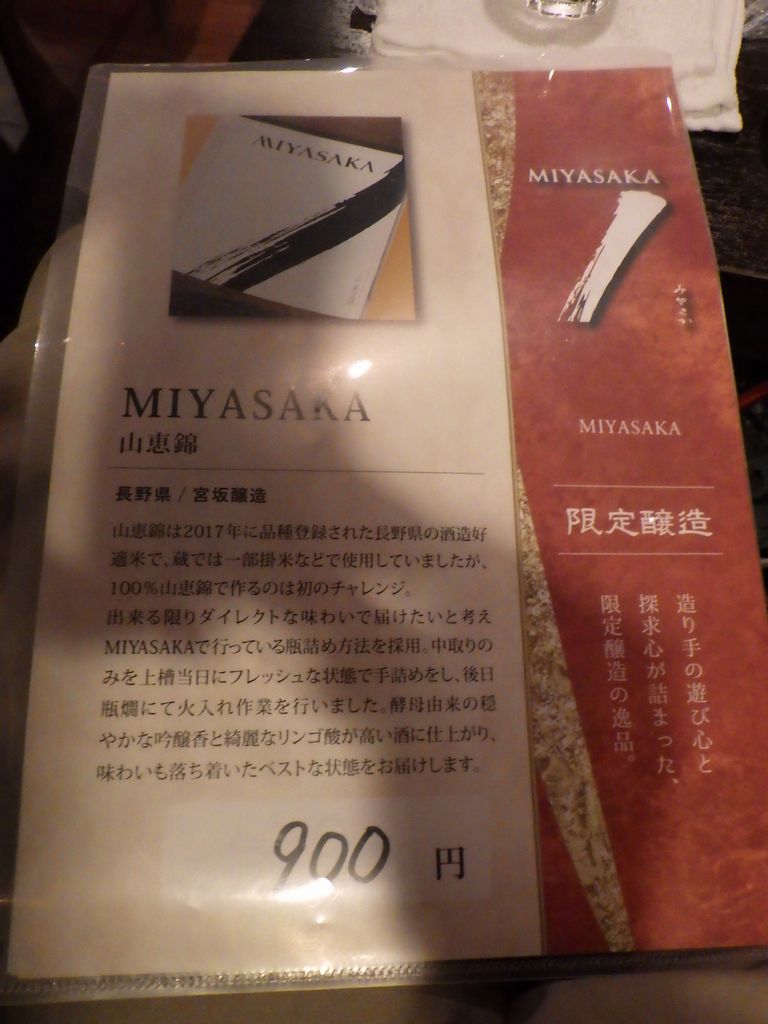 MIYASAKA
MIYASAKA
山恵錦
長野県 / 宮坂醸造
山恵錦は2017年に品種登録された長野県の酒造好
適米で、蔵では一部掛米などで使用していましたが、
100%山恵錦で作るのは初のチャレンジ。
出来る限りダイレクトな味わいで届けたいと考え
MIYASAKAで行っている瓶詰め方法を採用。中取りの
みを上槽当日にフレッシュな状態で手詰めをし、後日
瓶燗にて火入れ作業を行いました。酵母由来の穏
やかな吟醸香と綺麗なリンゴ酸が高い酒に仕上がり、
味わいも落ち着いたベストな状態をお届けします。
900 円
MIYASAKA
みやさか
MIYASAKA
限定醸造
造り手の遊び心と
探求心が詰まった、
限定醸造の逸品。